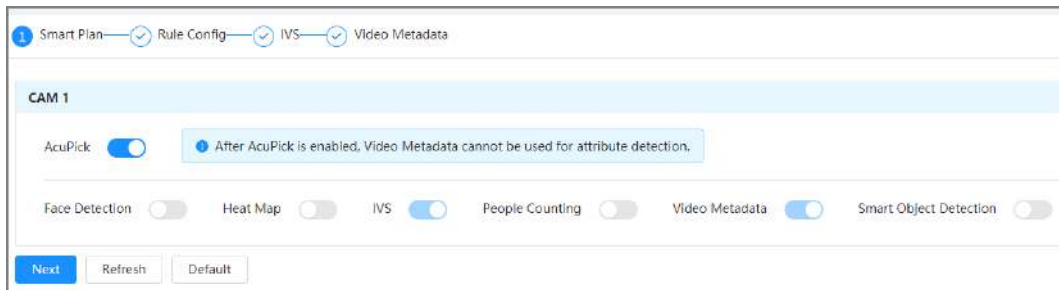 1 Smart Plan Rule Config IVS Video Metadata
CAM 1
AcuPick After AcuPick is enabled, Video Metadata cannot be used for attribute detection.
Face Detection Heat Map IVS People Counting Video Metadata Smart Object Detection
Next Refresh Default